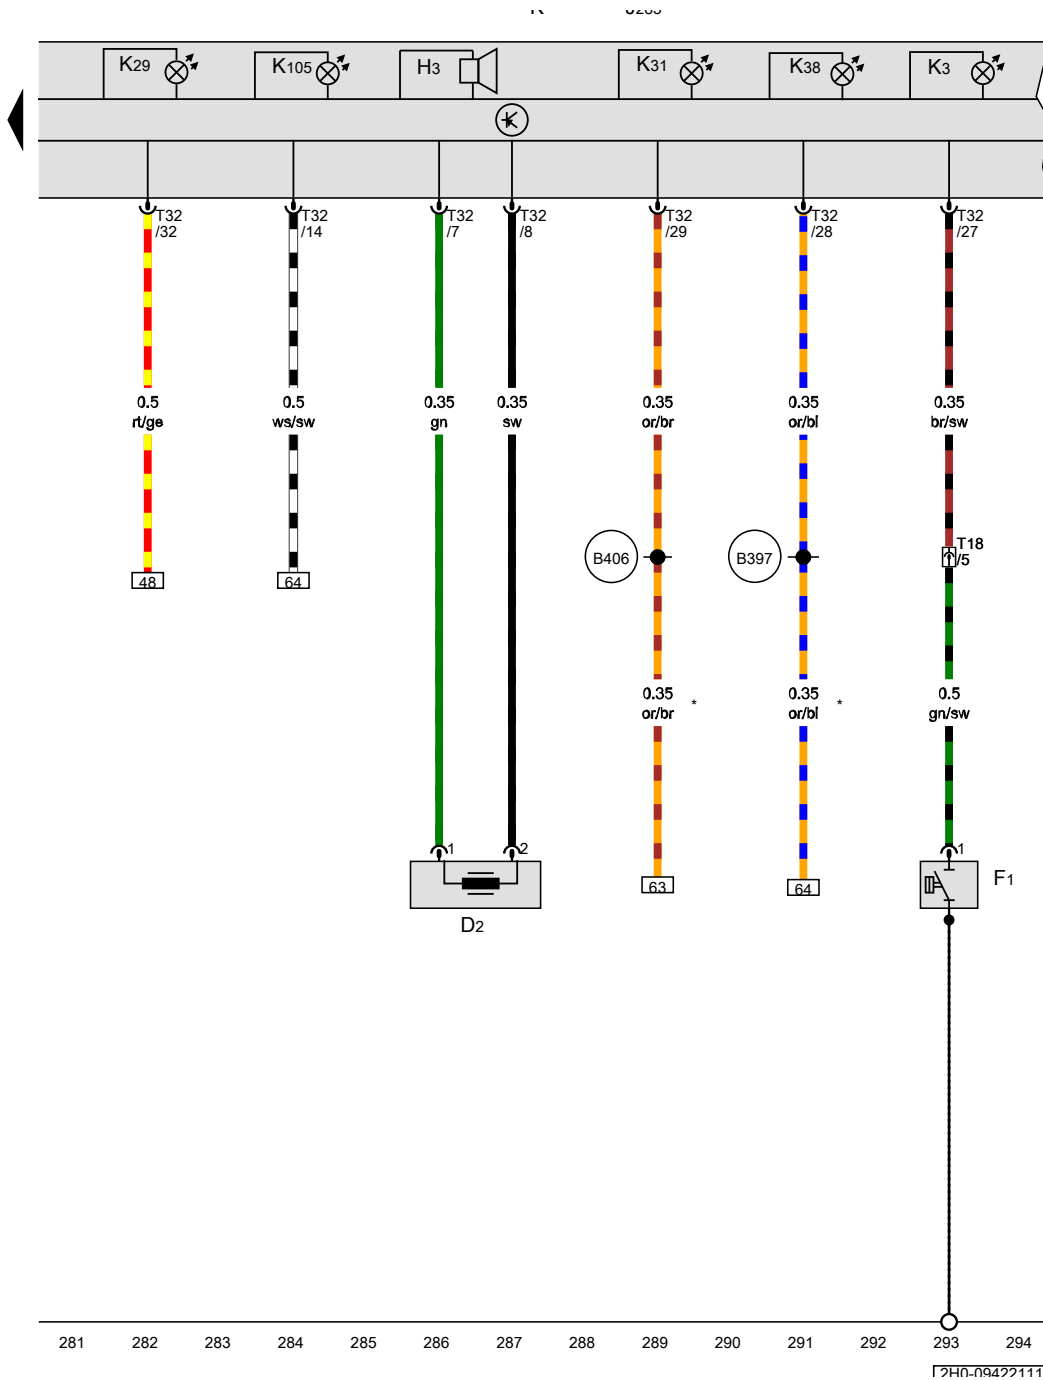 K29 K105 H3 K31 K38 K3
T32 T32 T32 T32 T32 T32 T32
/32 /14 /7 /8 /29 /28 /27
0.5 0.5 0.35 0.35 0.35 0.35 0.35
rt/ge ws/sw gn sw or/br or/bl br/sw
T18
B406 B397 /5
48 64
0.35 * 0.35 * 0.5
or/br or/bl gn/sw
1 2 1
63 64 F1
D2
281 282 283 284 285 286 287 288 289 290 291 292 293 294
2H0-09422111